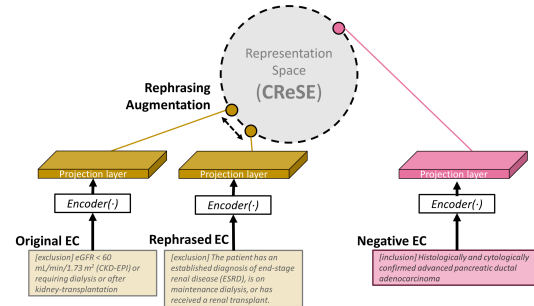 Representation
Space
(CReSE)
Rephrasing
Augmentation
Projection layer
Projection layer
Projection layer
Encoder(·)
Encoder(·)
Encoder(·)
Original EC
Rephrased EC
Negative EC
[exclusion] eGFR < 60
mL/min/1.73 m² (CKD-EPI) or
requiring dialysis or after
kidney-transplantation
[exclusion] The patient has an
established diagnosis of end-stage
renal disease (ESRD), is on
maintenance dialysis, or has
received a renal transplant.
[inclusion] Histologically and cytologically
confirmed advanced pancreatic ductal
adenocarcinoma